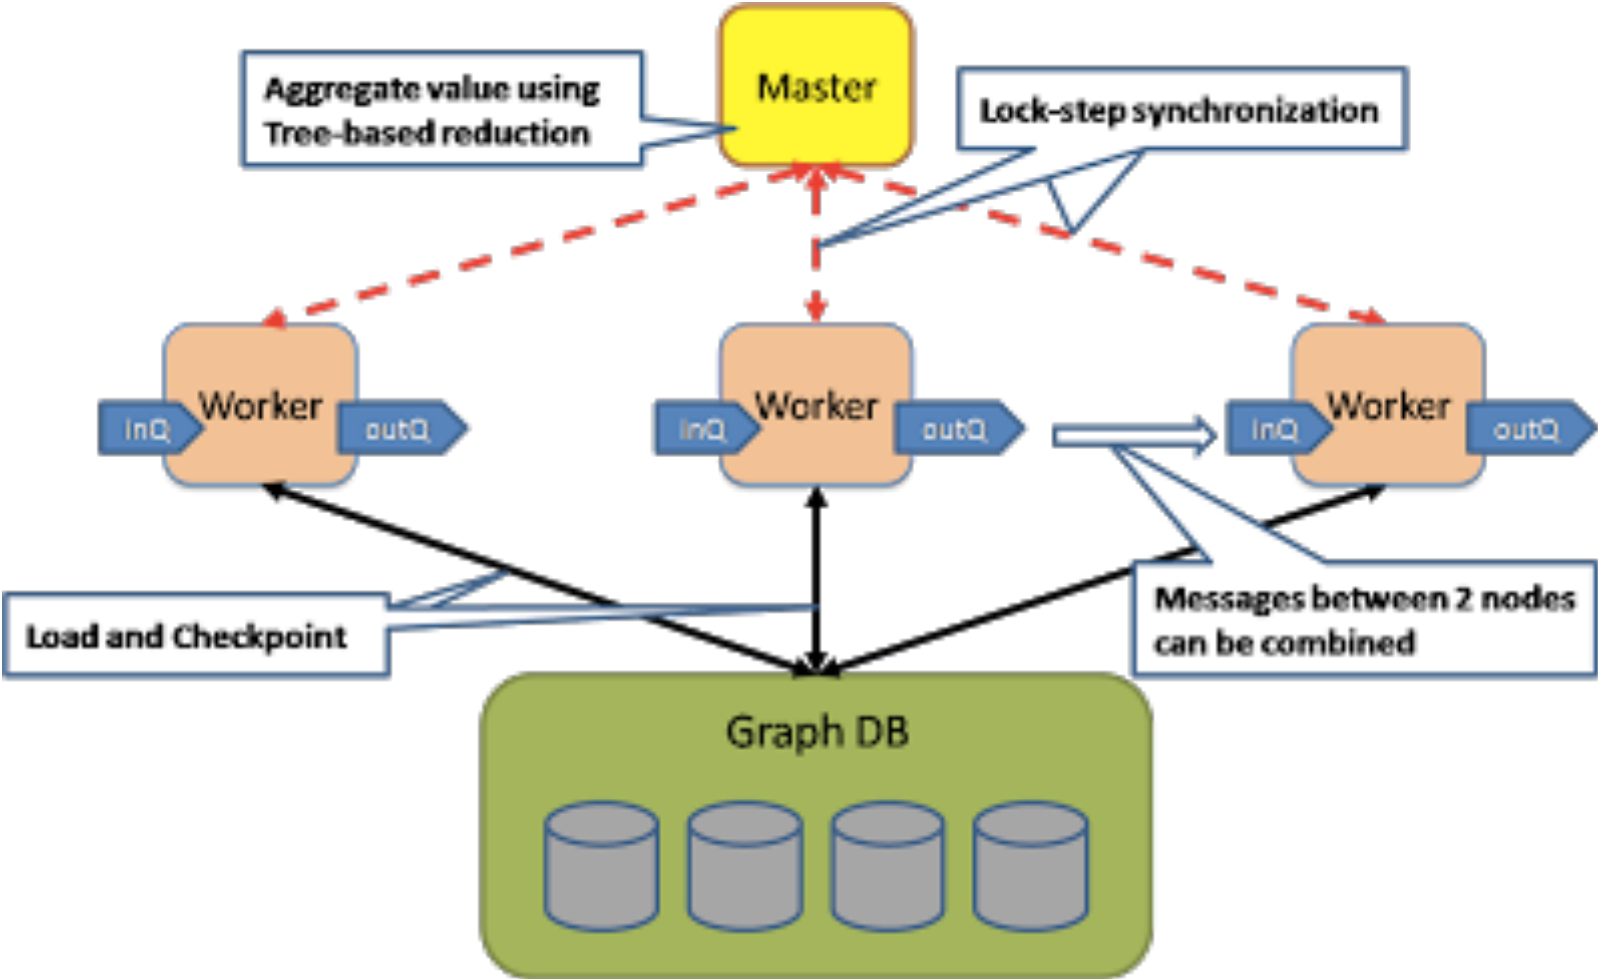 Master
Aggregate value using
Tree-based reduction
Lock-step synchronization
Worker
inQ
outQ
Worker
inQ
outQ
Worker
inQ
outQ
Load and Checkpoint
Messages between 2 nodes
can be combined
Graph DB